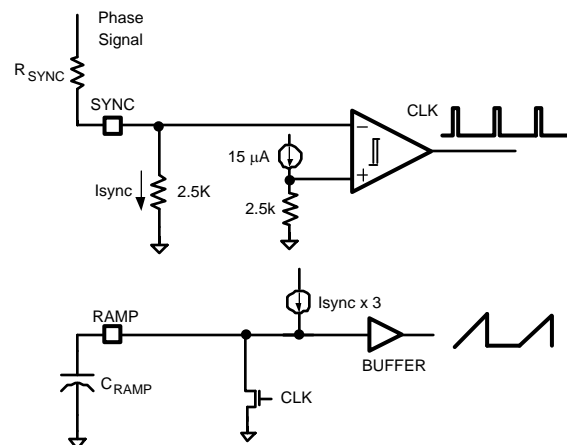 Phase
Signal
R SYNC
SYNC
CLK
15 μA
−
+
Isync
2.5K
2.5k
RAMP
Isync x 3
BUFFER
C RAMP
CLK